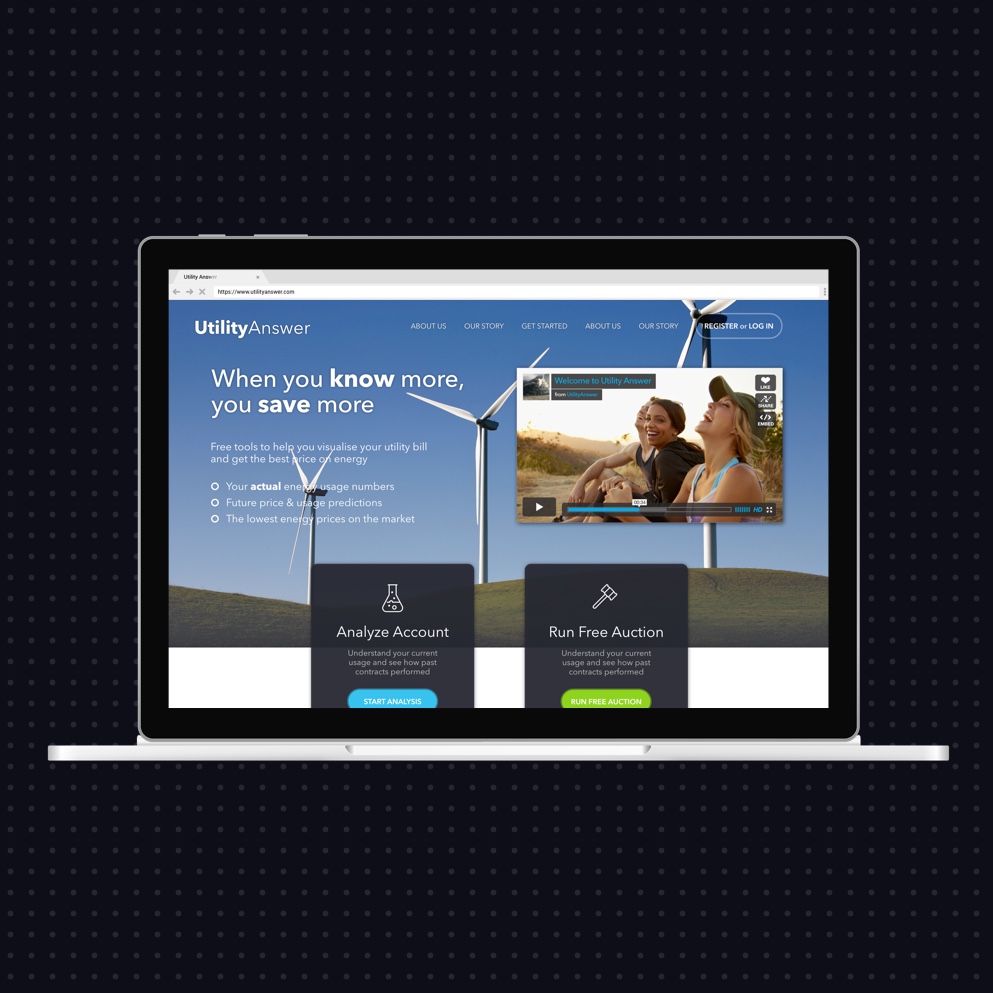 Utility Answer
https://www.utilityanswer.com
UtilityAnswer
ABOUT US
OUR STORY
GET STARTED
ABOUT US
OUR STORY
REGISTER or LOG IN
When you know more,
you save more
Free tools to help you visualise your utility bill
and get the best price on energy
Your actual energy usage numbers
Future price & usage predictions
The lowest energy prices on the market
Welcome to Utility Answer
from UtilityAnswer
LIKE
SHARE
EMBED
00:34
HD
Analyze Account
Understand your current
usage and see how past
contracts performed
START ANALYSIS
Run Free Auction
Understand your current
usage and see how past
contracts performed
RUN FREE AUCTION